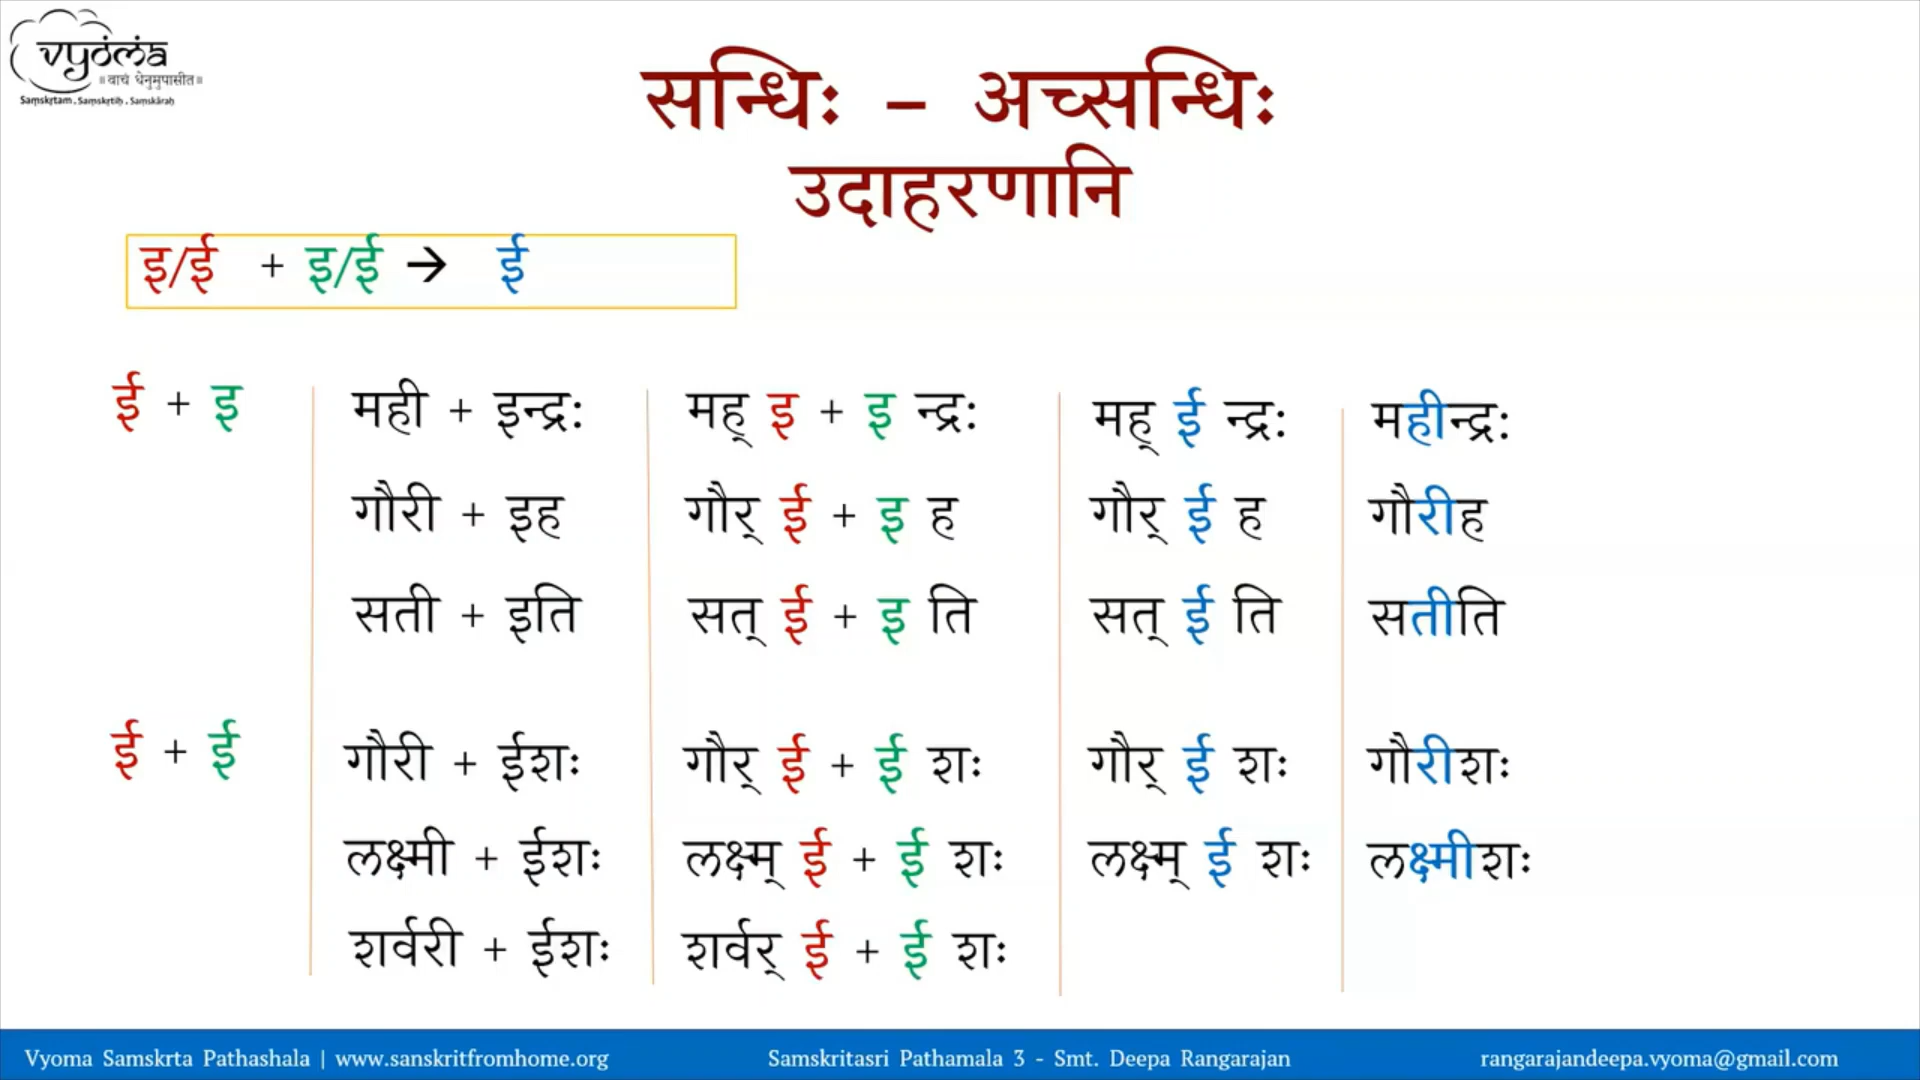 vyoma
॥वाचं धेनुमुपासीत॥
Saṃskṛtam . Saṃskṛtiḥ . Saṃskāraḥ
सन्धिः – अच्सन्धिः
उदाहरणानि
इ/ई + इ/ई → ई
ई + इ मही + इन्द्रः मह् इ + इ न्द्रः मह् ई न्द्रः महीन्द्रः
गौरी + इह गौर् ई + इ ह गौर् ई ह गौरीह
सती + इति सत् ई + इ ति सत् ई ति सतीति
ई + ई गौरी + ईशः गौर् ई + ई शः गौर् ई शः गौरीशः
लक्ष्मी + ईशः लक्ष्म् ई + ई शः लक्ष्म् ई शः लक्ष्मीशः
शर्वरी + ईशः शर्वर् ई + ई शः
Vyoma Samskrta Pathashala | www.sanskritfromhome.org Samskritasri Pathamala 3 - Smt. Deepa Rangarajan rangarajandeepa.vyoma@gmail.com